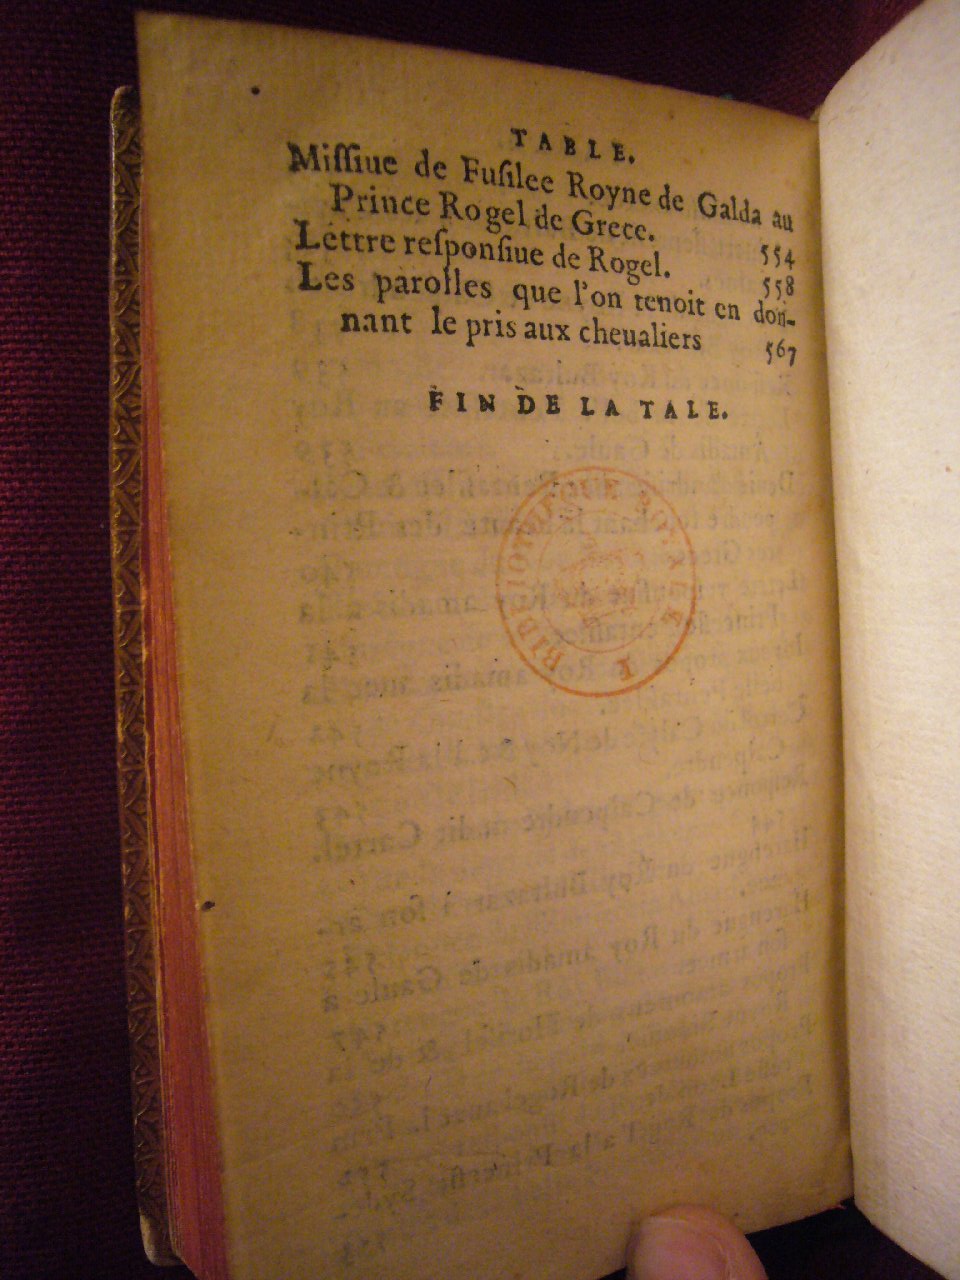 TABLE.
Missiue de Fusilee Royne de Galda au
Prince Rogel de Grece. 554
Lettre responsiue de Rogel. 558
Les parolles que l'on tenoit en don-
nant le pris aux cheualiers 567
FIN DE LA TALE.